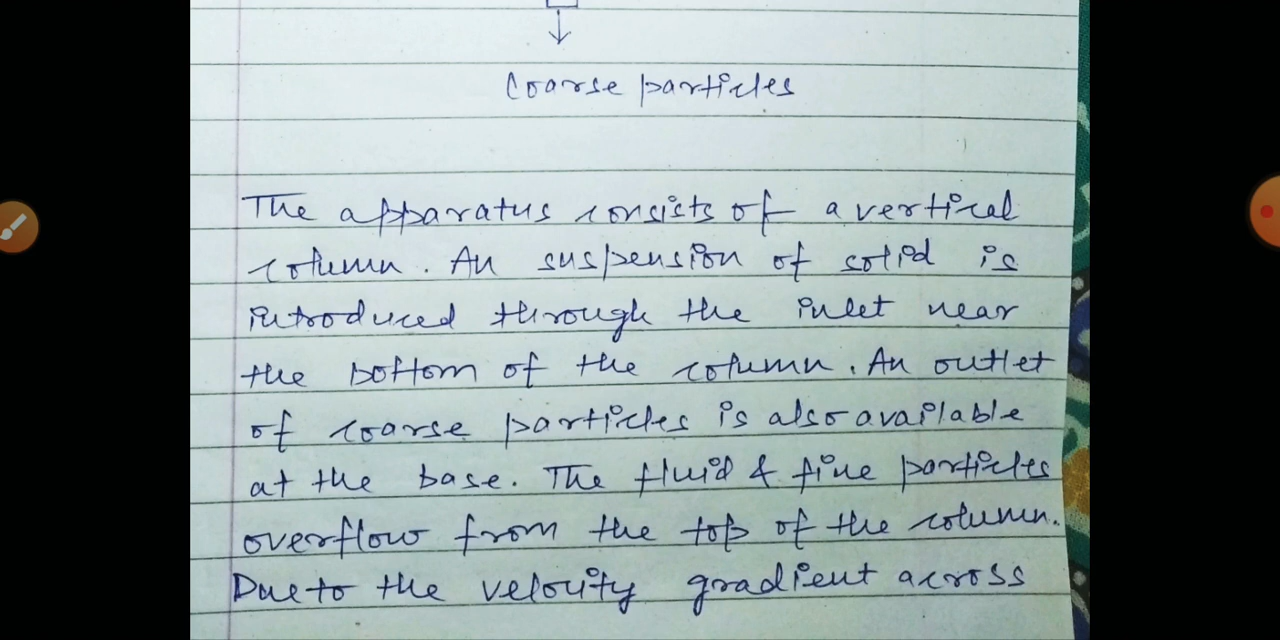 Coarse particles
The apparatus consists of a vertical
column. An suspension of solid is
introduced through the inlet near
the bottom of the column. An outlet
of coarse particles is also available
at the base. The fluid & fine particles
overflow from the top of the column.
Due to the velocity gradient across